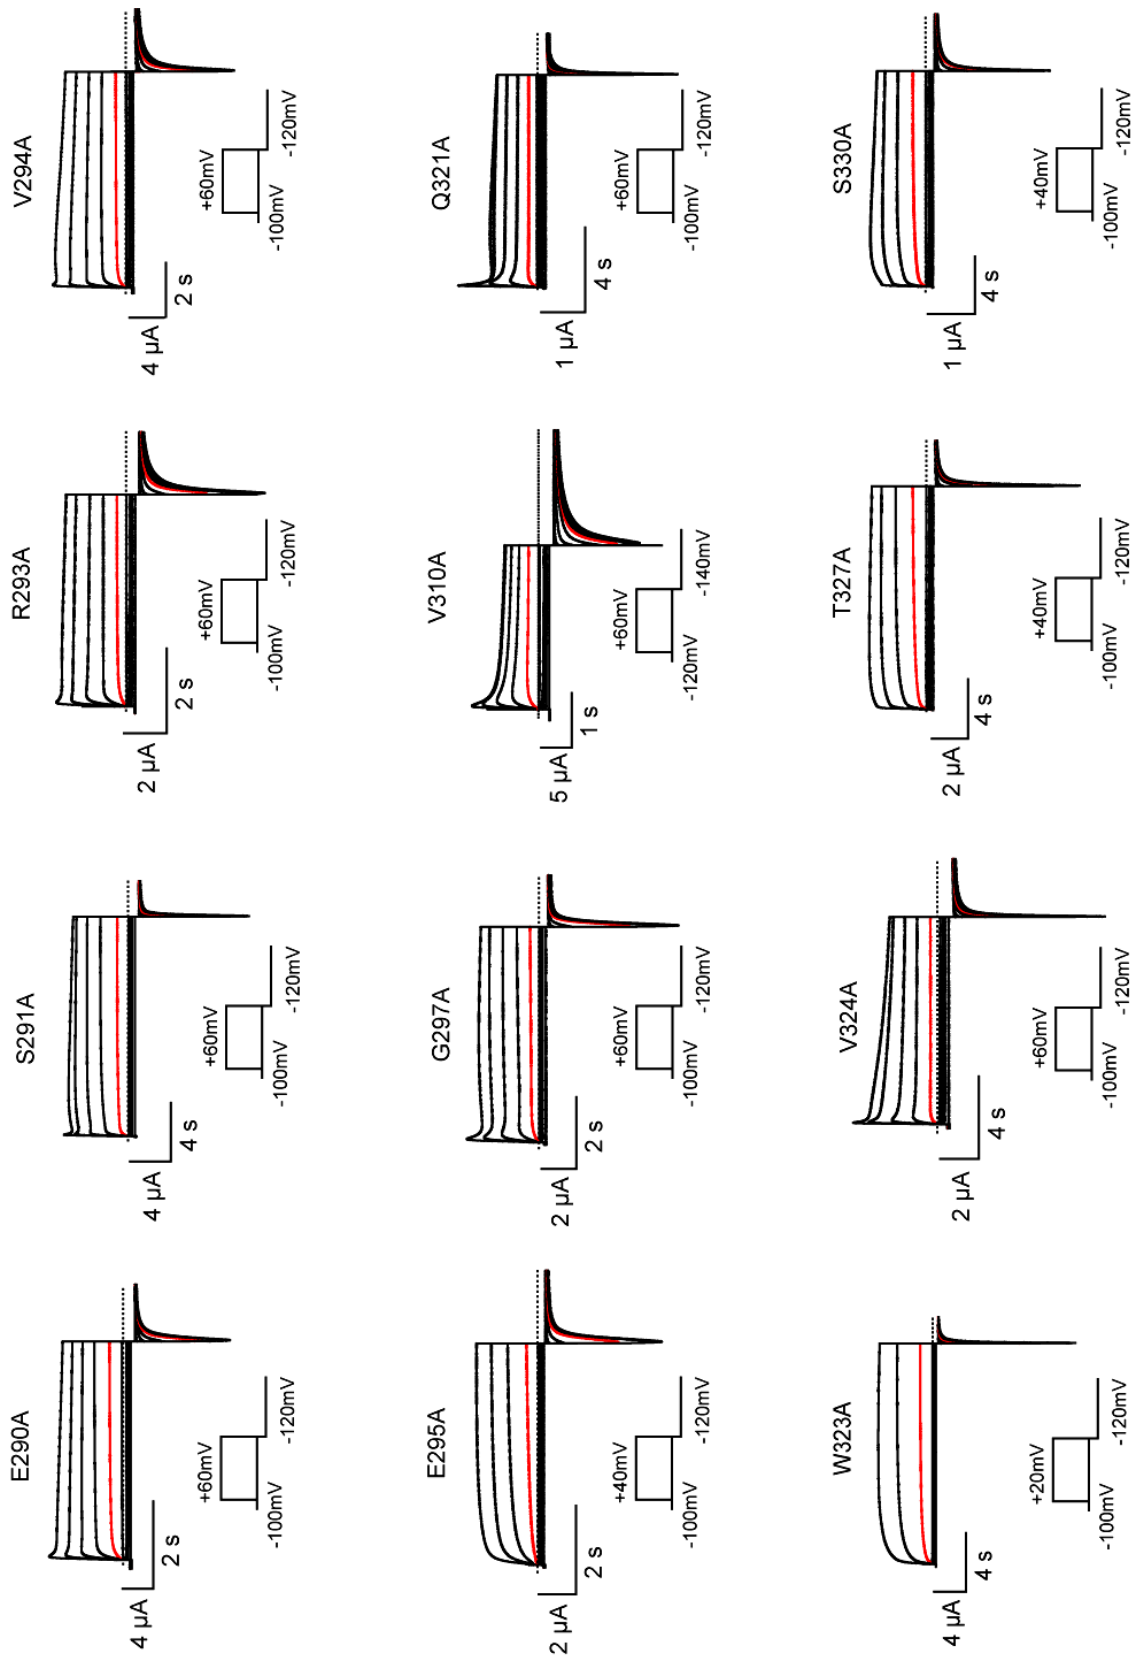 E290A
+60mV
-100mV
-120mV
4 µA
2 s
S291A
+60mV
-100mV
-120mV
4 µA
4 s
R293A
+60mV
-100mV
-120mV
2 µA
2 s
V294A
+60mV
-100mV
-120mV
4 µA
2 s
E295A
+40mV
-100mV
-120mV
2 µA
2 s
G297A
+60mV
-100mV
-120mV
2 µA
2 s
V310A
+60mV
-120mV
-140mV
5 µA
1 s
Q321A
+60mV
-100mV
-120mV
1 µA
4 s
W323A
+20mV
-100mV
-120mV
4 µA
4 s
V324A
+60mV
-100mV
-120mV
2 µA
4 s
T327A
+40mV
-100mV
-120mV
2 µA
4 s
S330A
+40mV
-100mV
-120mV
1 µA
4 s